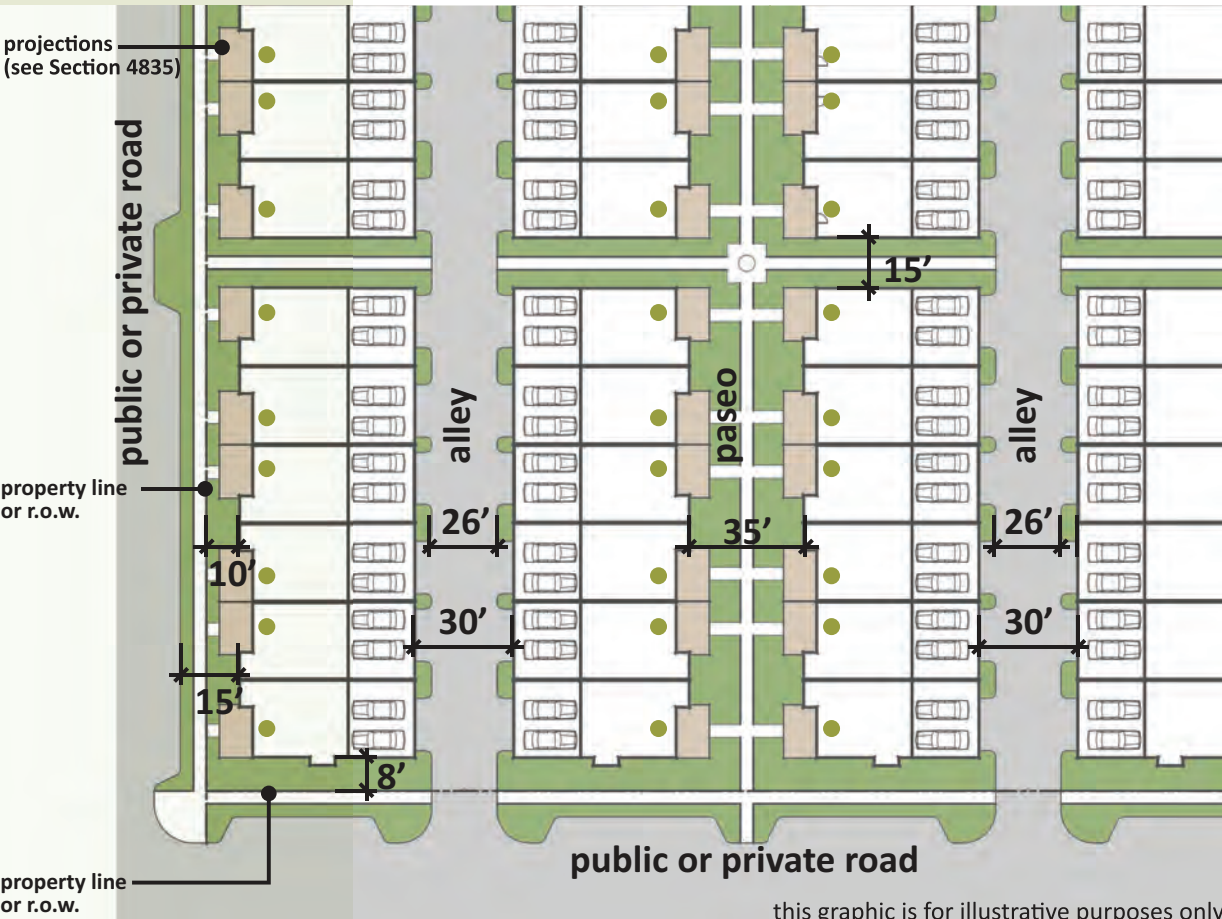 projections
(see Section 4835)
public or private road
15’
alley
paseo
alley
property line
or r.o.w.
26’
35’
26’
10’
30’
30’
15’
8’
public or private road
property line
or r.o.w.
this graphic is for illustrative purposes only